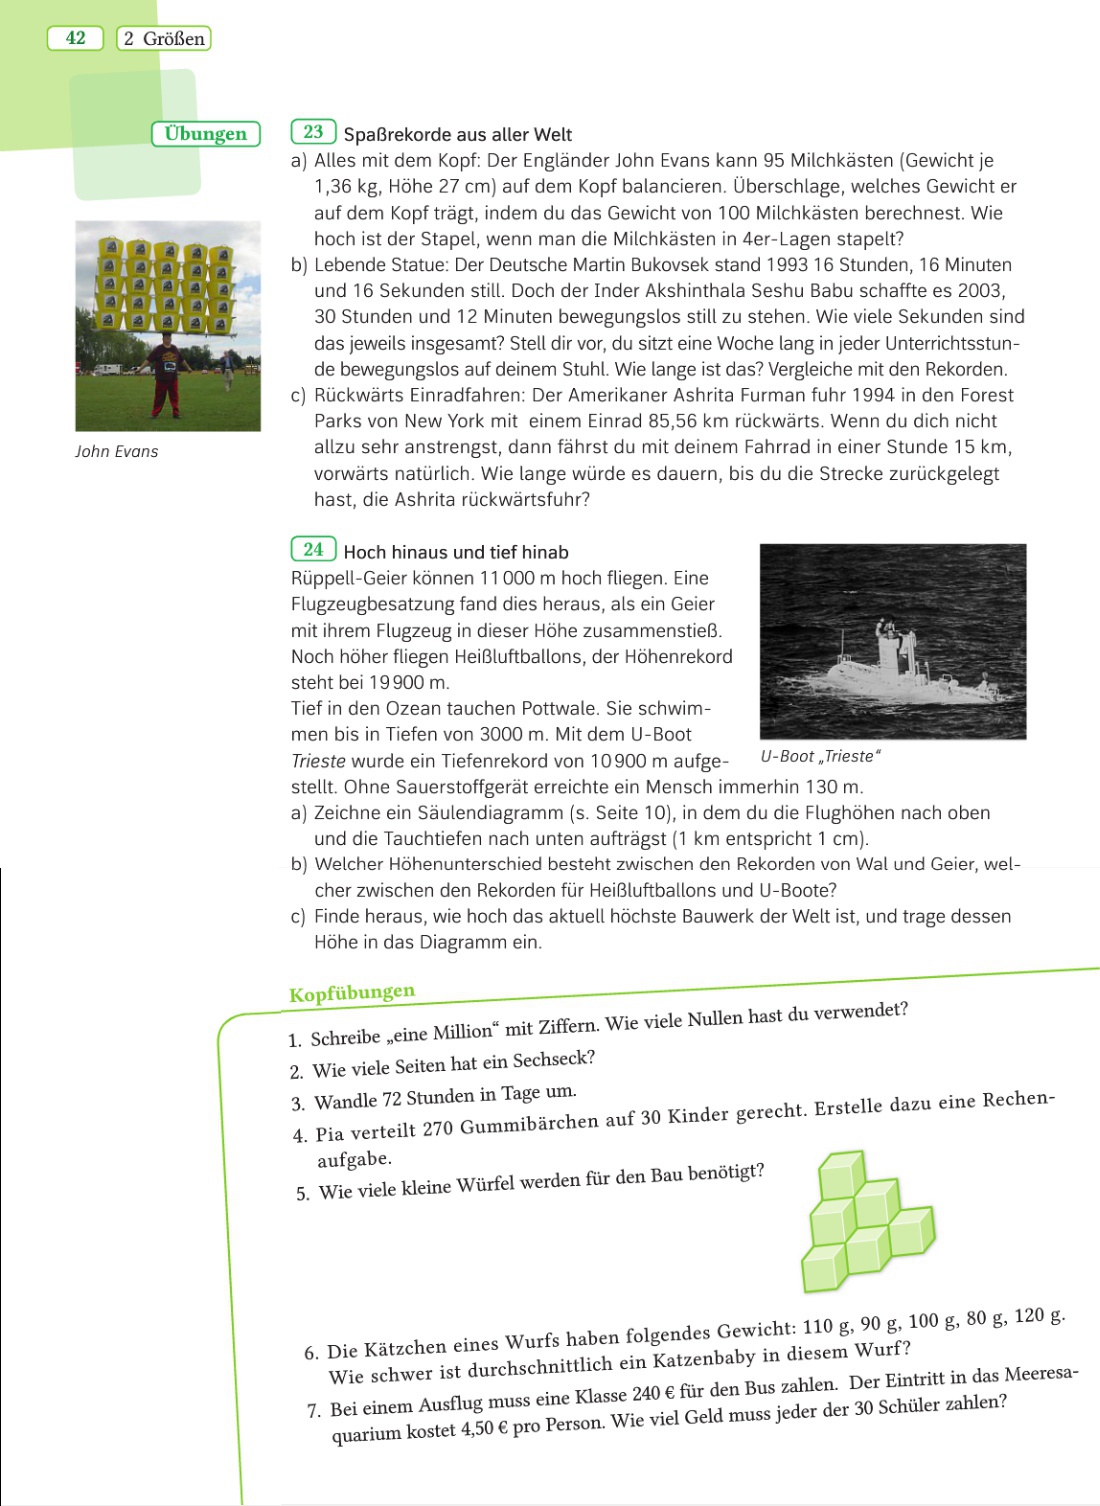 42
2 Größen
Übungen
23 Spaßrekorde aus aller Welt
a) Alles mit dem Kopf: Der Engländer John Evans kann 95 Milchkästen (Gewicht je
1,36 kg, Höhe 27 cm) auf dem Kopf balancieren. Überschlage, welches Gewicht er
auf dem Kopf trägt, indem du das Gewicht von 100 Milchkästen berechnest. Wie
hoch ist der Stapel, wenn man die Milchkästen in 4er-Lagen stapelt?
b) Lebende Statue: Der Deutsche Martin Bukovsek stand 1993 16 Stunden, 16 Minuten
und 16 Sekunden still. Doch der Inder Akshinthala Seshu Babu schaffte es 2003,
30 Stunden und 12 Minuten bewegungslos still zu stehen. Wie viele Sekunden sind
das jeweils insgesamt? Stell dir vor, du sitzt eine Woche lang in jeder Unterrichtsstun-
de bewegungslos auf deinem Stuhl. Wie lange ist das? Vergleiche mit den Rekorden.
c) Rückwärts Einradfahren: Der Amerikaner Ashrita Furman fuhr 1994 in den Forest
Parks von New York mit einem Einrad 85,56 km rückwärts. Wenn du dich nicht
allzu sehr anstrengst, dann fährst du mit deinem Fahrrad in einer Stunde 15 km,
vorwärts natürlich. Wie lange würde es dauern, bis du die Strecke zurückgelegt
hast, die Ashrita rückwärtsfuhr?
John Evans
24 Hoch hinaus und tief hinab
Rüppell-Geier können 11 000 m hoch fliegen. Eine
Flugzeugbesatzung fand dies heraus, als ein Geier
mit ihrem Flugzeug in dieser Höhe zusammenstieß.
Noch höher fliegen Heißluftballons, der Höhenrekord
steht bei 19 900 m.
Tief in den Ozean tauchen Pottwale. Sie schwim-
men bis in Tiefen von 3000 m. Mit dem U-Boot
Trieste wurde ein Tiefenrekord von 10 900 m aufge-
stellt. Ohne Sauerstoffgerät erreichte ein Mensch immerhin 130 m.
U-Boot „Trieste“
a) Zeichne ein Säulendiagramm (s. Seite 10), in dem du die Flughöhen nach oben
und die Tauchtiefen nach unten aufträgst (1 km entspricht 1 cm).
b) Welcher Höhenunterschied besteht zwischen den Rekorden von Wal und Geier, wel-
cher zwischen den Rekorden für Heißluftballons und U-Boote?
c) Finde heraus, wie hoch das aktuell höchste Bauwerk der Welt ist, und trage dessen
Höhe in das Diagramm ein.
Kopfübungen
1. Schreibe „eine Million“ mit Ziffern. Wie viele Nullen hast du verwendet?
2. Wie viele Seiten hat ein Sechseck?
3. Wandle 72 Stunden in Tage um.
4. Pia verteilt 270 Gummibärchen auf 30 Kinder gerecht. Erstelle dazu eine Rechen-
aufgabe.
5. Wie viele kleine Würfel werden für den Bau benötigt?
6. Die Kätzchen eines Wurfs haben folgendes Gewicht: 110 g, 90 g, 100 g, 80 g, 120 g.
Wie schwer ist durchschnittlich ein Katzenbaby in diesem Wurf?
7. Bei einem Ausflug muss eine Klasse 240 € für den Bus zahlen. Der Eintritt in das Meeresa-
quarium kostet 4,50 € pro Person. Wie viel Geld muss jeder der 30 Schüler zahlen?